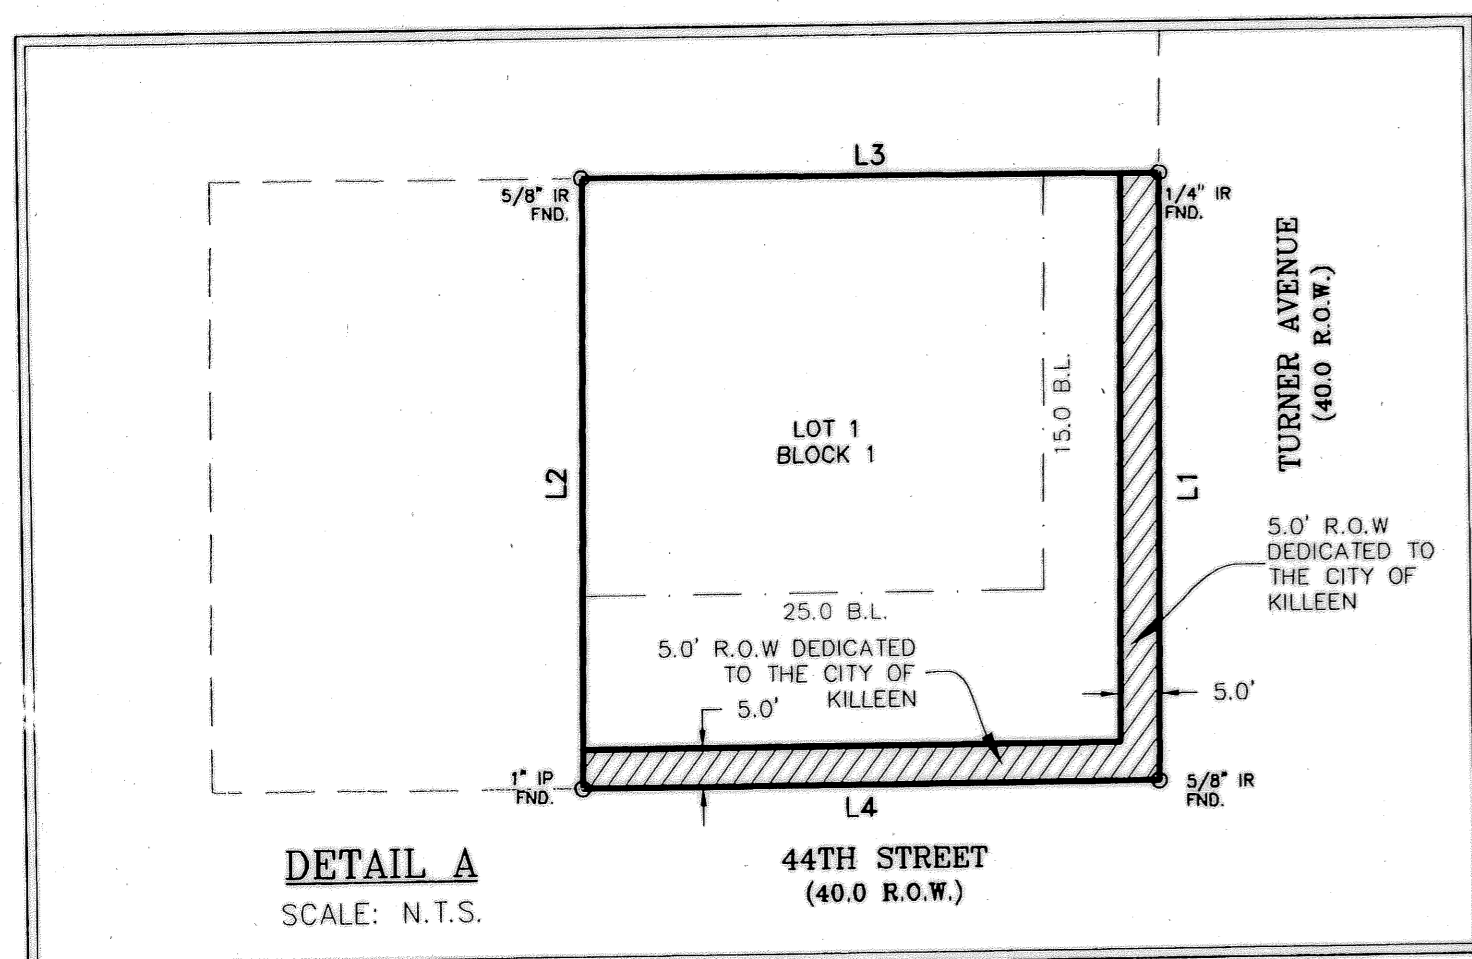 L3
5/8" IR
FND.
1/4" IR
FND.
TURNER AVENUE
(40.0 R.O.W.)
15.0 B.L.
LOT 1
BLOCK 1
L2
L1
5.0' R.O.W
DEDICATED TO
THE CITY OF
KILLEEN
25.0 B.L.
5.0' R.O.W DEDICATED
TO THE CITY OF
KILLEEN
5.0'
5.0'
1" IP
FND.
5/8" IR
FND.
L4
DETAIL A
SCALE: N.T.S.
44TH STREET
(40.0 R.O.W.)